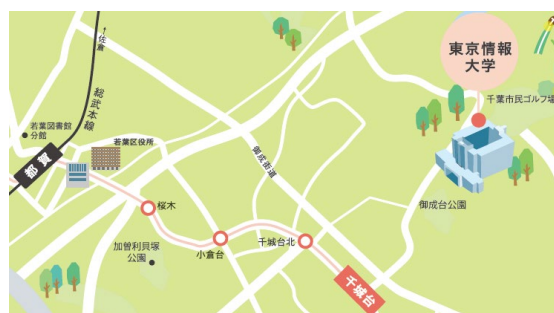 東京情報
大学
千葉市民ゴルフ場
御成台公園
←佐倉
総武本線
若葉図書館
分館
若葉区役所
都賀
御成街道
桜木
加曽利貝塚
公園
小倉台
千城台北
千城台